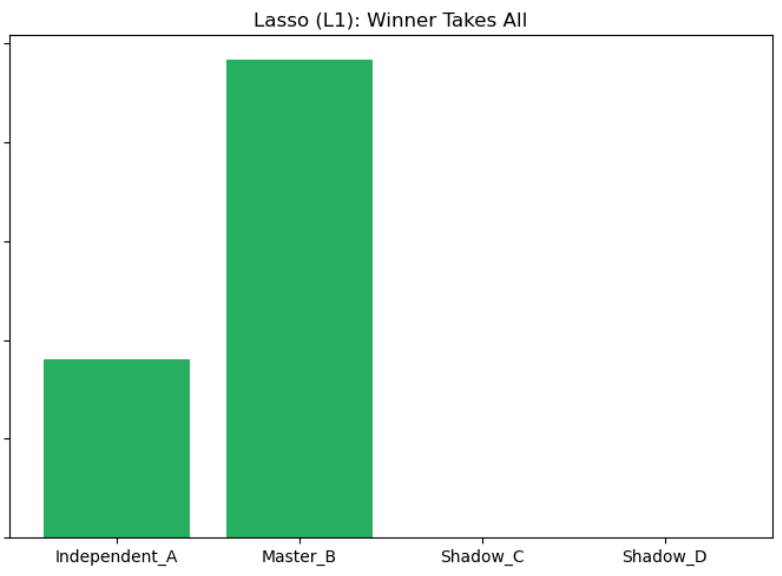 Lasso (L1): Winner Takes All
Independent_A Master_B Shadow_C Shadow_D